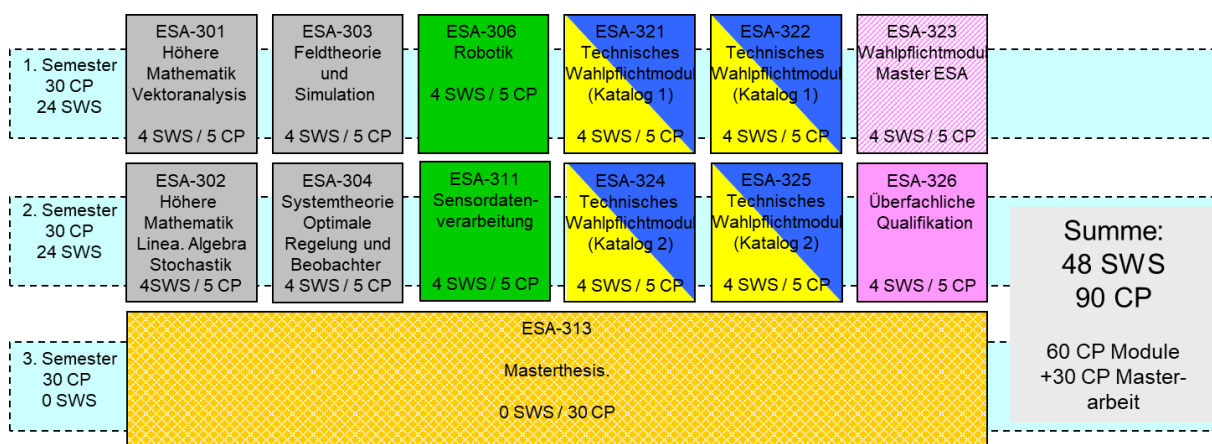 1. Semester
30 CP
24 SWS
ESA-301
Höhere
Mathematik
Vektoranalysis
4 SWS / 5 CP
ESA-303
Feldtheorie
und
Simulation
4 SWS / 5 CP
ESA-306
Robotik
4 SWS / 5 CP
ESA-321
Technisches
Wahlpflichtmodul
(Katalog 1)
4 SWS / 5 CP
ESA-322
Technisches
Wahlpflichtmodul
(Katalog 1)
4 SWS / 5 CP
ESA-323
Wahlpflichtmodul
Master ESA
4 SWS / 5 CP
2. Semester
30 CP
24 SWS
ESA-302
Höhere
Mathematik
Linea. Algebra
Stochastik
4SWS / 5 CP
ESA-304
Systemtheorie
Optimale
Regelung und
Beobachter
4 SWS / 5 CP
ESA-311
Sensordaten-
verarbeitung
4 SWS / 5 CP
ESA-324
Technisches
Wahlpflichtmodul
(Katalog 2)
4 SWS / 5 CP
ESA-325
Technisches
Wahlpflichtmodul
(Katalog 2)
4 SWS / 5 CP
ESA-326
Überfachliche
Qualifikation
4 SWS / 5 CP
3. Semester
30 CP
0 SWS
ESA-313
Masterthesis.
0 SWS / 30 CP
Summe:
48 SWS
90 CP
60 CP Module
+30 CP Master-
arbeit